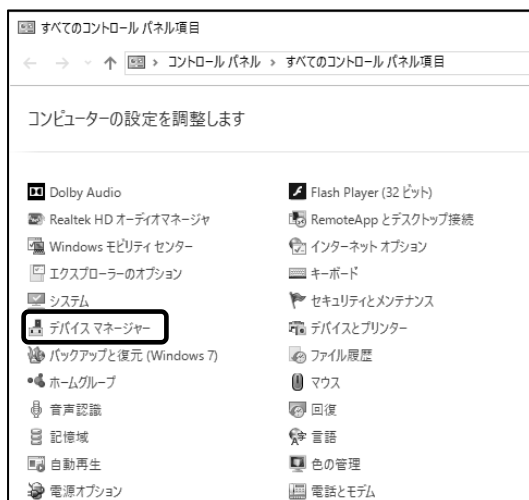 すべてのコントロール パネル項目
コントロール パネル › すべてのコントロール パネル項目
コンピューターの設定を調整します
Dolby Audio
Flash Player (32 ビット)
Realtek HD オーディオマネージャ
RemoteApp とデスクトップ接続
Windows モビリティ センター
インターネット オプション
エクスプローラーのオプション
キーボード
システム
セキュリティとメンテナンス
デバイス マネージャー
デバイスとプリンター
バックアップと復元 (Windows 7)
ファイル履歴
ホームグループ
マウス
音声認識
回復
記憶域
言語
自動再生
色の管理
電源オプション
電話とモデム